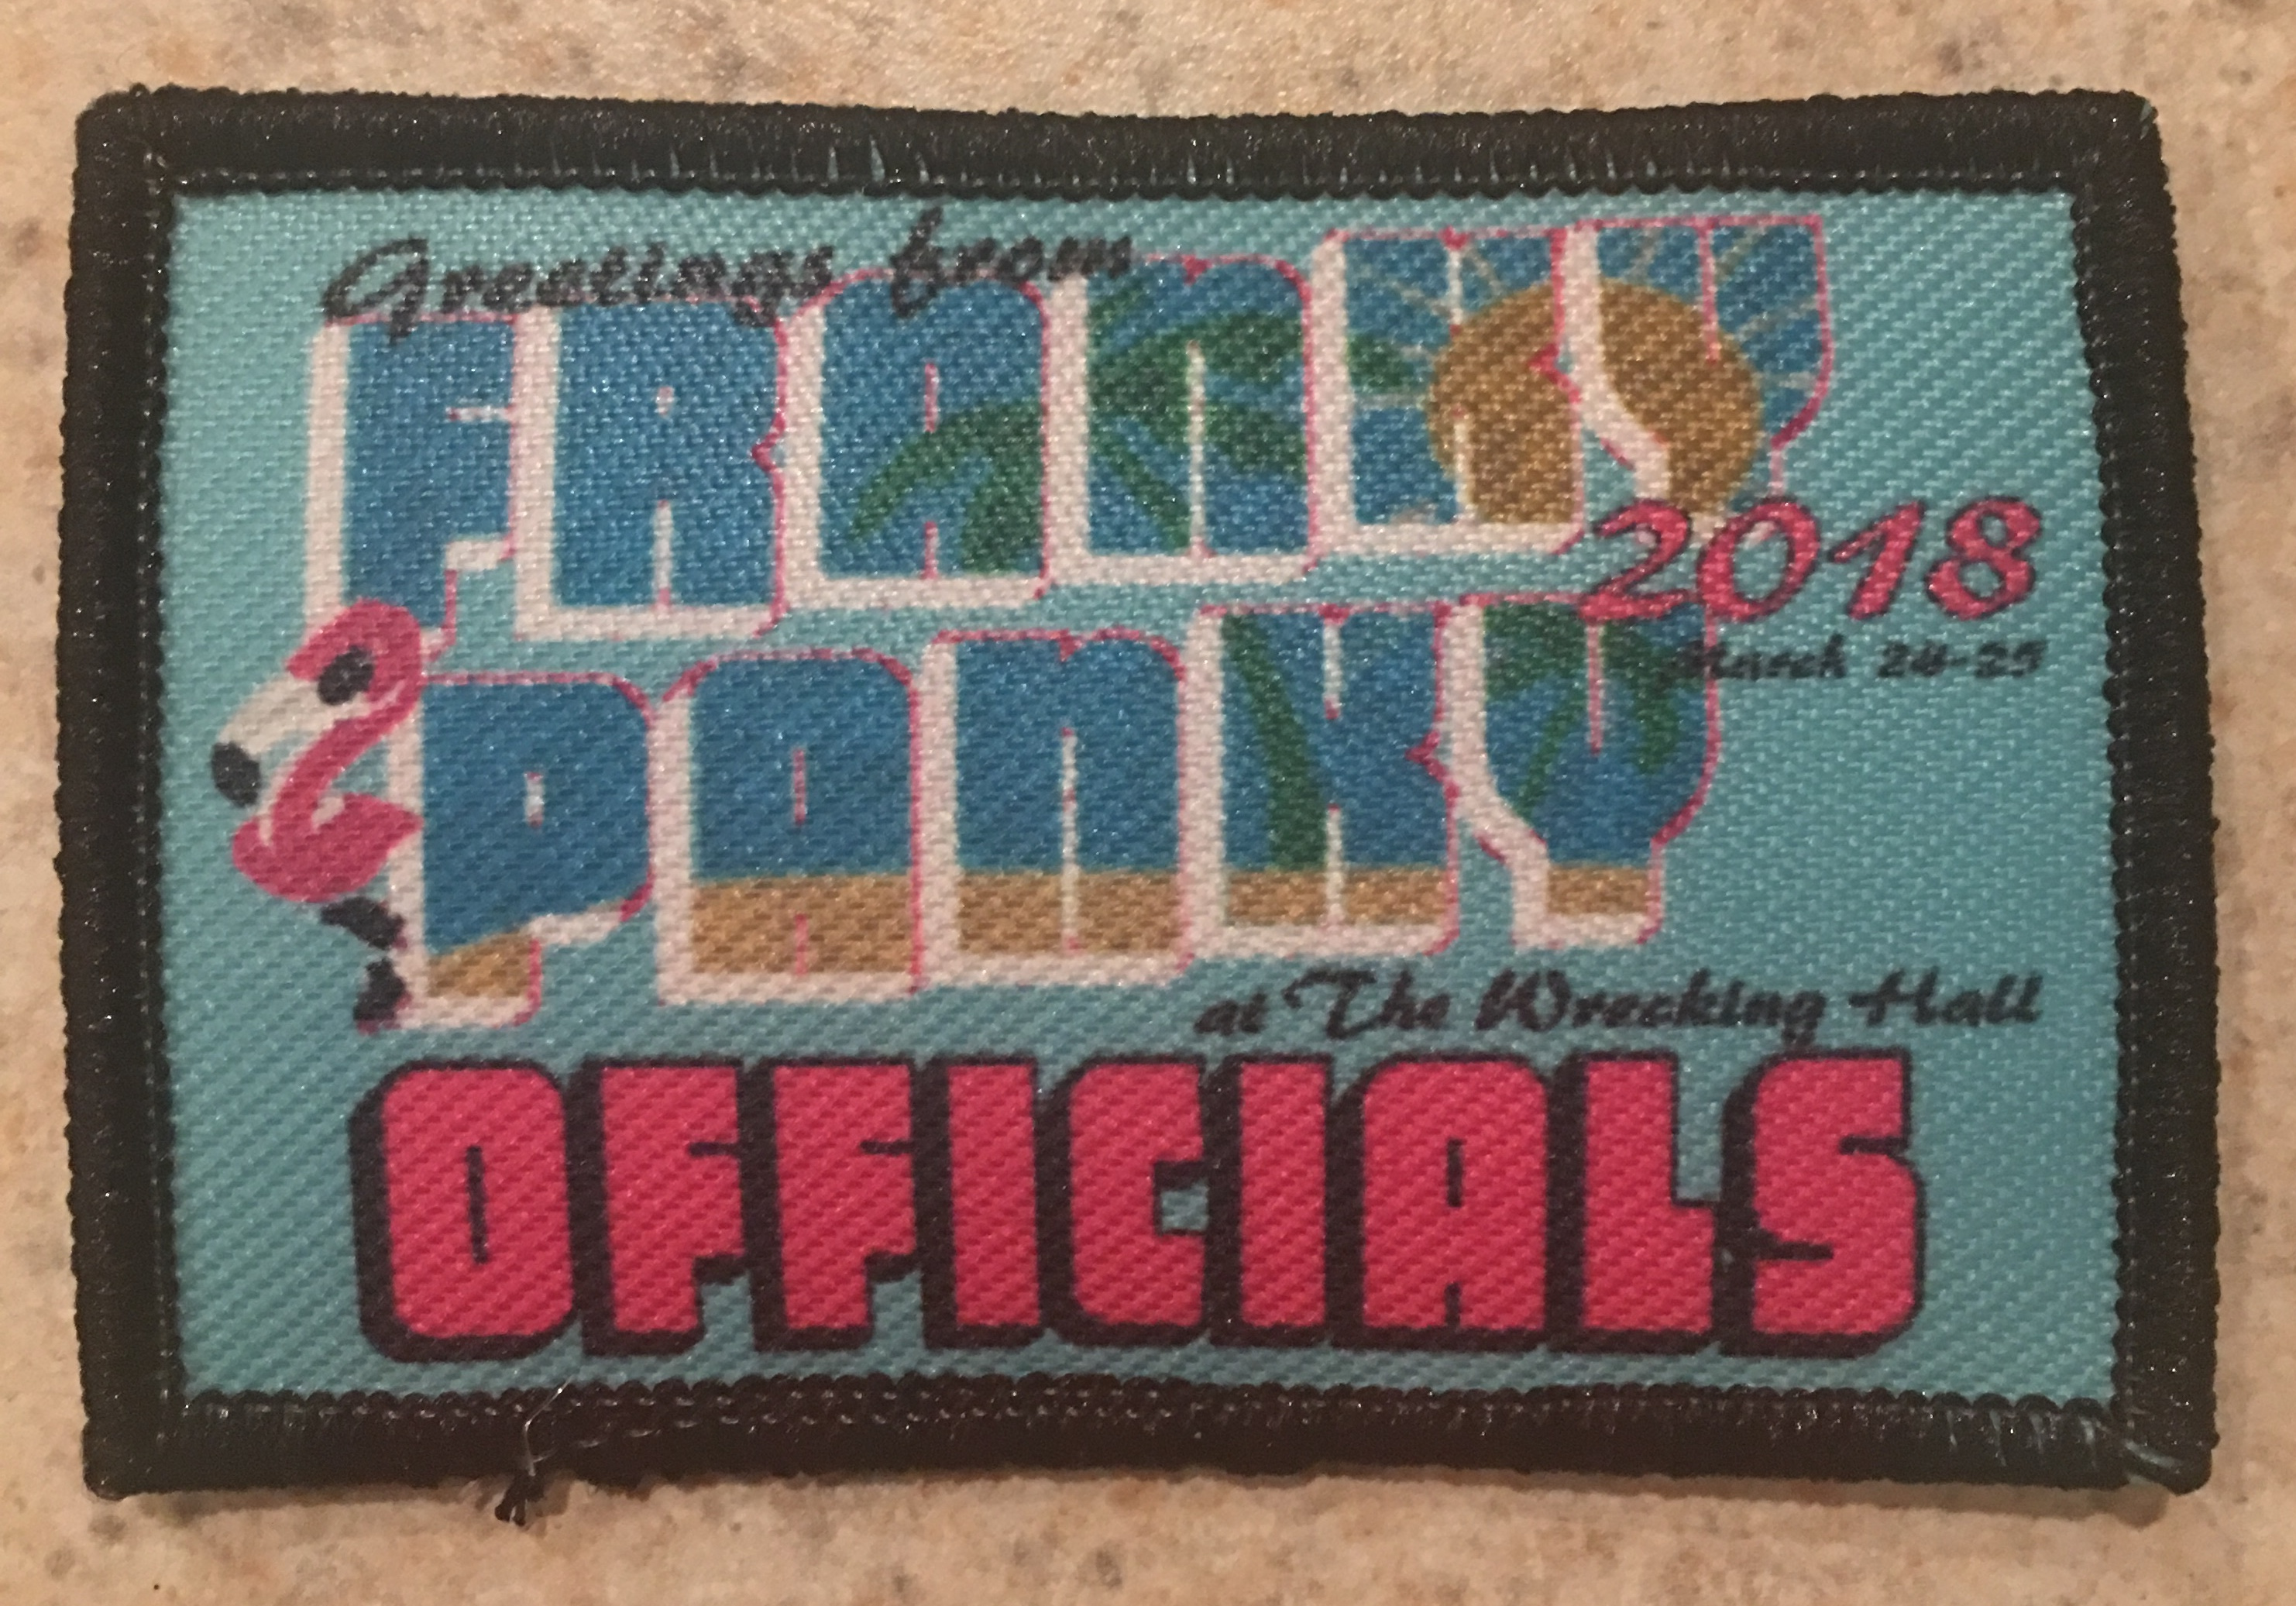 Greetings from
FRANKY
2018
March 24-25
PANKY
at The Wrecking Hall
OFFICIALS